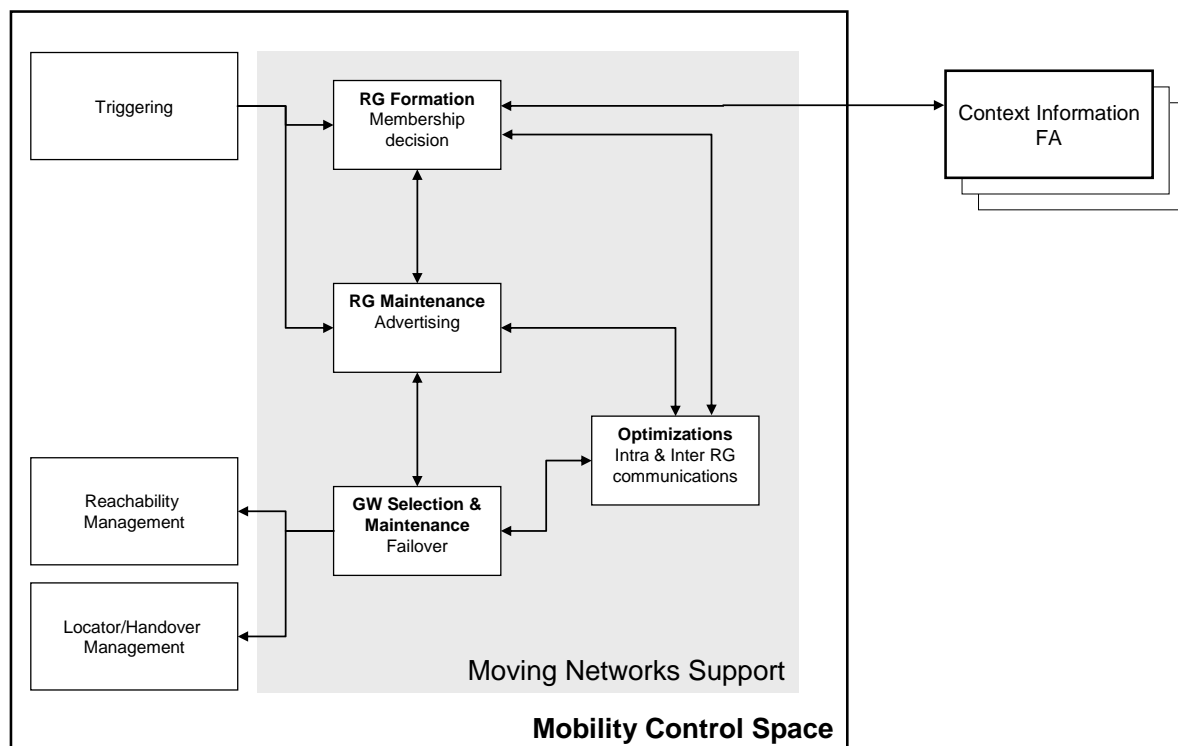 Triggering
RG Formation
Membership
decision
Context Information
FA
RG Maintenance
Advertising
Optimizations
Intra & Inter RG
communications
Reachability
Management
GW Selection &
Maintenance
Failover
Locator/Handover
Management
Moving Networks Support
Mobility Control Space